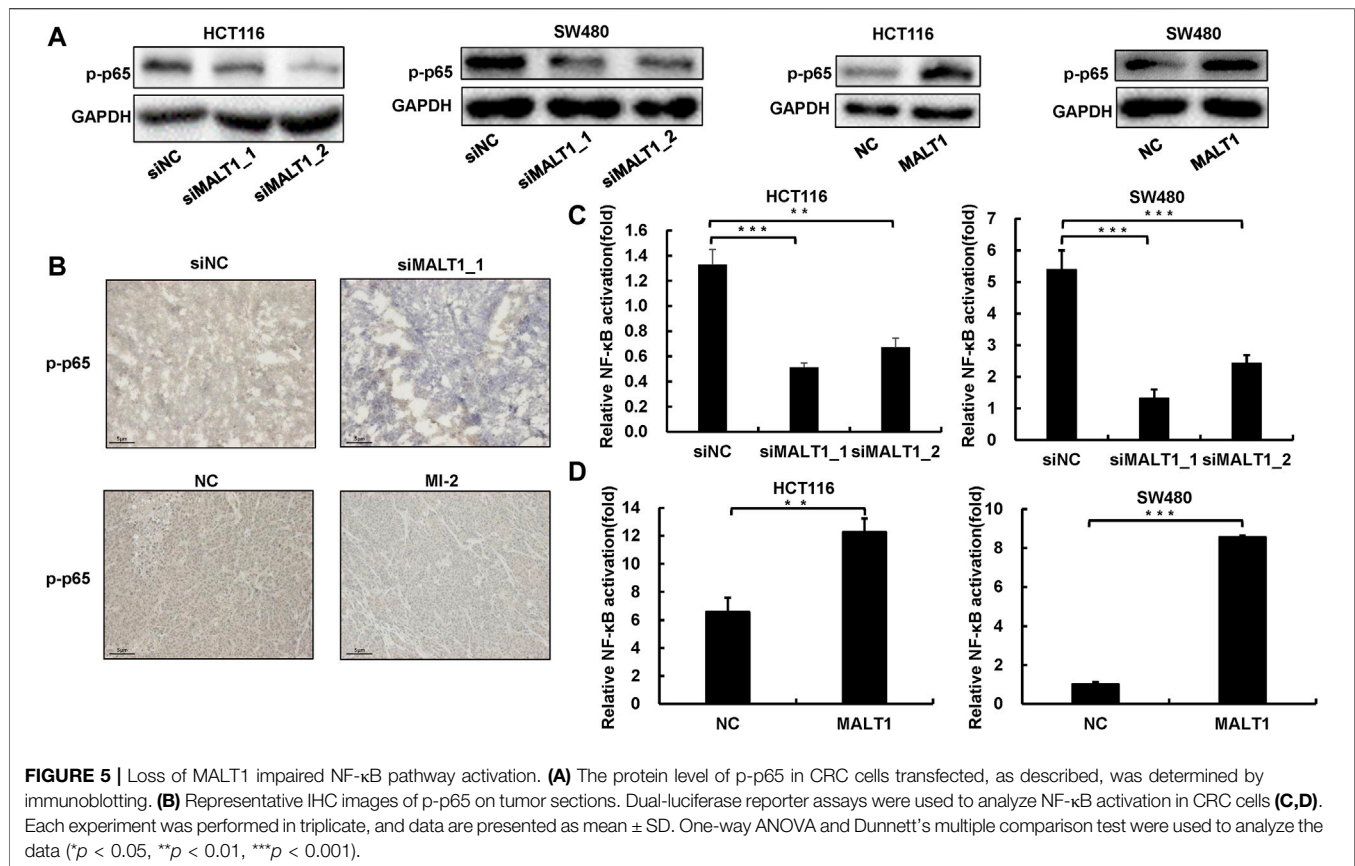 A
HCT116
p-p65
GAPDH
siNC
siMALT1_1
siMALT1_2
SW480
p-p65
GAPDH
siNC
siMALT1_1
siMALT1_2
HCT116
p-p65
GAPDH
NC
MALT1
SW480
p-p65
GAPDH
NC
MALT1
B
siNC
siMALT1_1
p-p65
5μm
5μm
NC
MI-2
p-p65
5μm
5μm
C
HCT116
Relative NF-κB activation(fold)
1.6
1.4
1.2
1.0
0.8
0.6
0.4
0.2
0.0
**
***
siNC
siMALT1_1
siMALT1_2
SW480
Relative NF-κB activation(fold)
7
6
5
4
3
2
1
0
***
***
siNC
siMALT1_1
siMALT1_2
D
HCT116
Relative NF-κB activation(fold)
14
12
10
8
6
4
2
0
**
NC
MALT1
SW480
Relative NF-κB activation(fold)
10
8
6
4
2
0
***
NC
MALT1
FIGURE 5 | Loss of MALT1 impaired NF-κB pathway activation. (A) The protein level of p-p65 in CRC cells transfected, as described, was determined by
immunoblotting. (B) Representative IHC images of p-p65 on tumor sections. Dual-luciferase reporter assays were used to analyze NF-κB activation in CRC cells (C,D).
Each experiment was performed in triplicate, and data are presented as mean ± SD. One-way ANOVA and Dunnett's multiple comparison test were used to analyze the
data (*p < 0.05, **p < 0.01, ***p < 0.001).